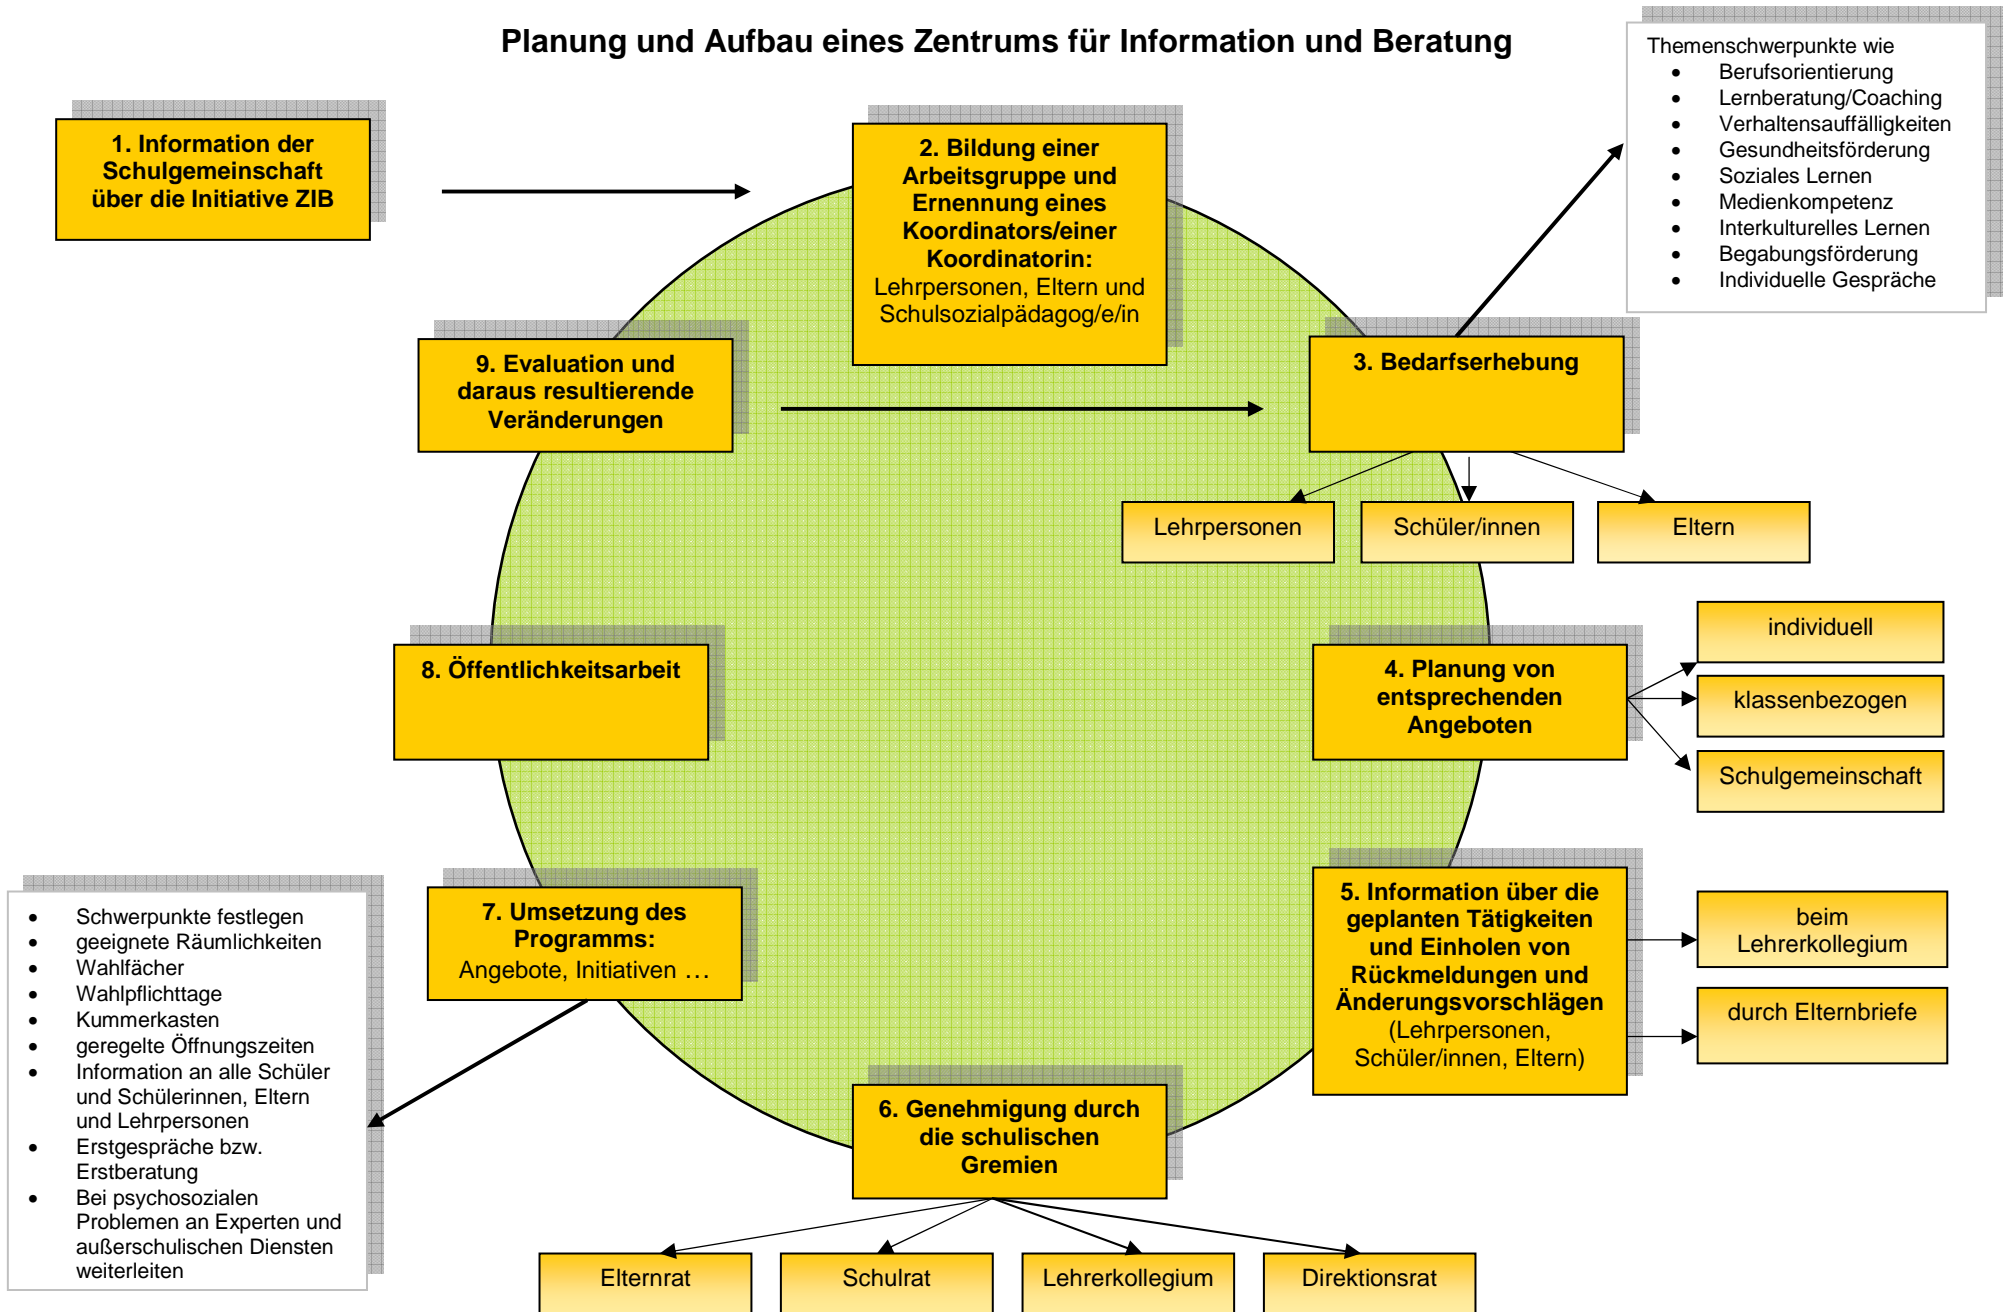 Planung und Aufbau eines Zentrums für Information und Beratung
1. Information der
Schulgemeinschaft
über die Initiative ZIB
2. Bildung einer
Arbeitsgruppe und
Ernennung eines
Koordinators/einer
Koordinatorin:
Lehrpersonen, Eltern und
Schulsozialpädagog/e/in
Themenschwerpunkte wie
• Berufsorientierung
• Lernberatung/Coaching
• Verhaltensauffälligkeiten
• Gesundheitsförderung
• Soziales Lernen
• Medienkompetenz
• Interkulturelles Lernen
• Begabungsförderung
• Individuelle Gespräche
3. Bedarfserhebung
Lehrpersonen
Schüler/innen
Eltern
4. Planung von
entsprechenden
Angeboten
individuell
klassenbezogen
Schulgemeinschaft
5. Information über die
geplanten Tätigkeiten
und Einholen von
Rückmeldungen und
Änderungsvorschlägen
(Lehrpersonen,
Schüler/innen, Eltern)
beim
Lehrerkollegium
durch Elternbriefe
6. Genehmigung durch
die schulischen
Gremien
Elternrat
Schulrat
Lehrerkollegium
Direktionsrat
7. Umsetzung des
Programms:
Angebote, Initiativen …
• Schwerpunkte festlegen
• geeignete Räumlichkeiten
• Wahlfächer
• Wahlpflichttage
• Kummerkasten
• geregelte Öffnungszeiten
• Information an alle Schüler
und Schülerinnen, Eltern
und Lehrpersonen
• Erstgespräche bzw.
Erstberatung
• Bei psychosozialen
Problemen an Experten und
außerschulischen Diensten
weiterleiten
8. Öffentlichkeitsarbeit
9. Evaluation und
daraus resultierende
Veränderungen